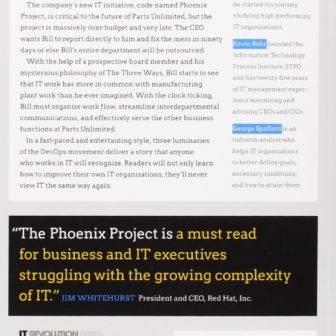 The company's new IT initiative, code named Phoenix
Project, is critical to the future of Parts Unlimited, but the
project is massively over budget and very late. The CEO
wants Bill to report directly to him and fix the mess in ninety
days or else Bill's entire department will be outsourced.
With the help of a prospective board member and his
mysterious philosophy of The Three Ways, Bill starts to see
that IT work has more in common with manufacturing
plant work than he ever imagined. With the clock ticking,
Bill must organize work flow, streamline interdepartmental
communications, and effectively serve the other business
functions at Parts Unlimited.
In a fast-paced and entertaining style, three luminaries
of the DevOps movement deliver a story that anyone
who works in IT will recognize. Readers will not only learn
how to improve their own IT organizations, they'll never
view IT the same way again.
be started his journey
studying high performing
IT organizations.
Kevin Behr founded the
Information Technology
Process Institute (ITPI)
and has twenty-five years
of IT management exper-
ience mentoring and
advising CEOs and CIOs.
George Spafford is an
industry analyst who
helps IT organizations
to better define goals,
necessary conditions,
and how to attain them.
“The Phoenix Project is a must read
for business and IT executives
struggling with the growing complexity
of IT.” JIM WHITEHURST President and CEO, Red Hat, Inc.
IT REVOLUTION PRESS